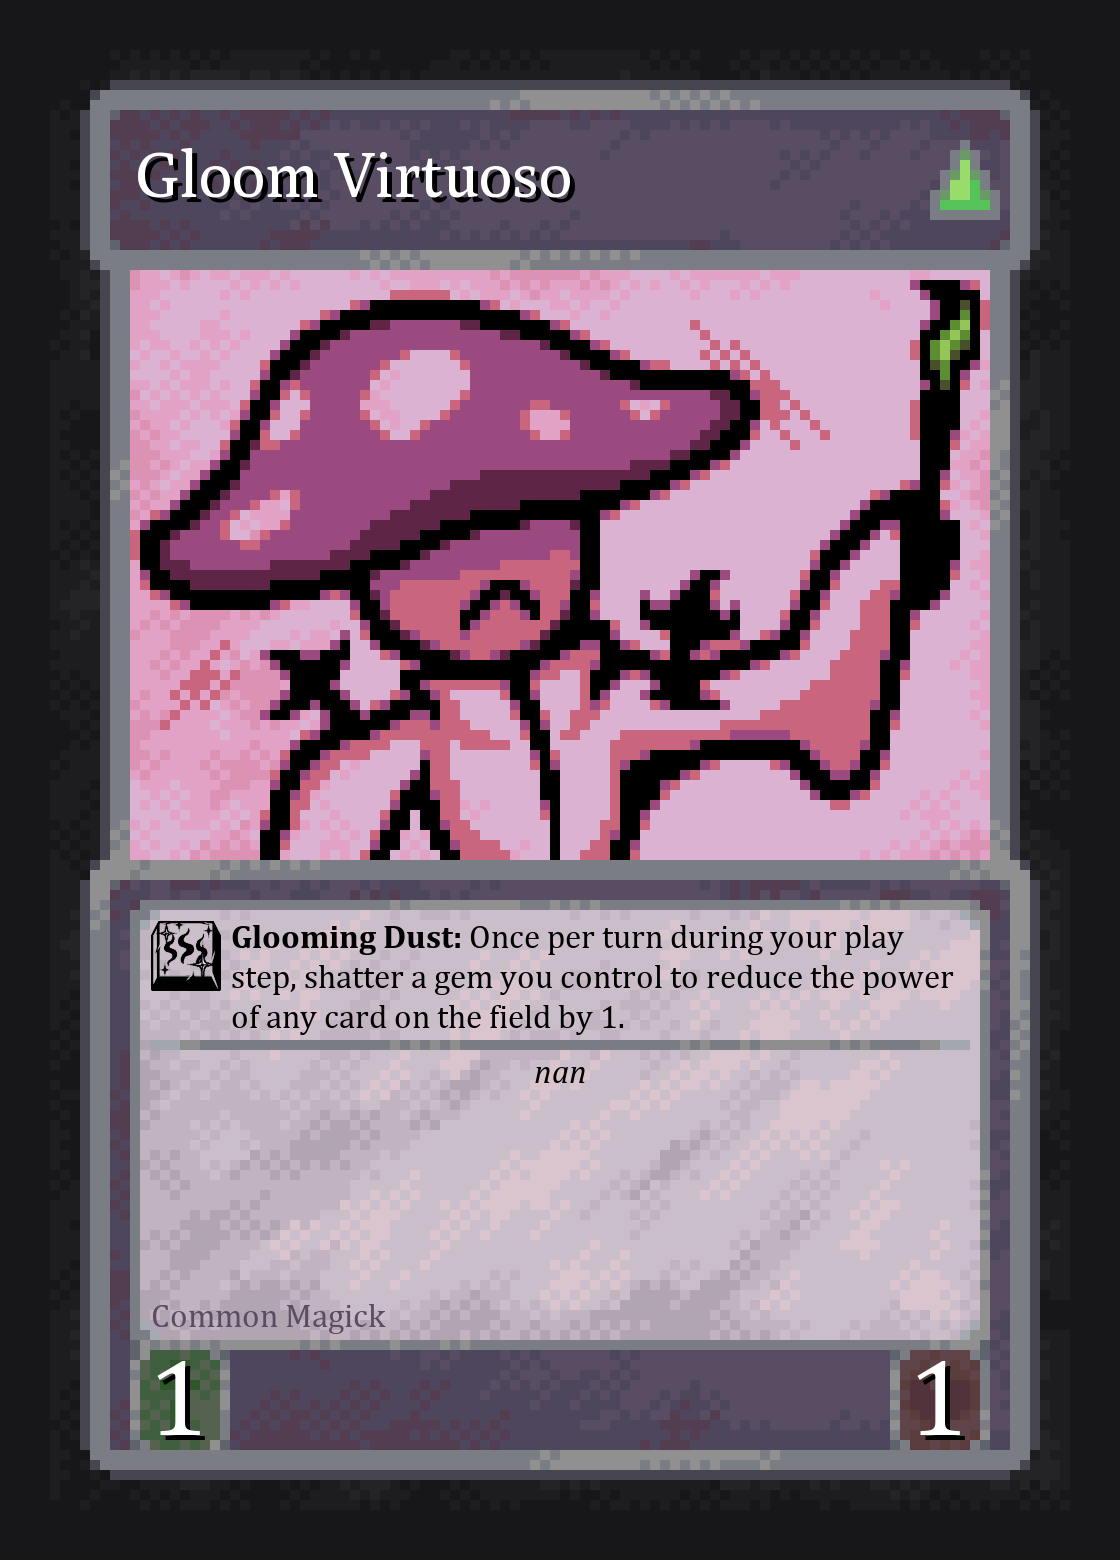 Gloom Virtuoso
Glooming Dust: Once per turn during your play
step, shatter a gem you control to reduce the power
of any card on the field by 1.
nan
Common Magick
1 1